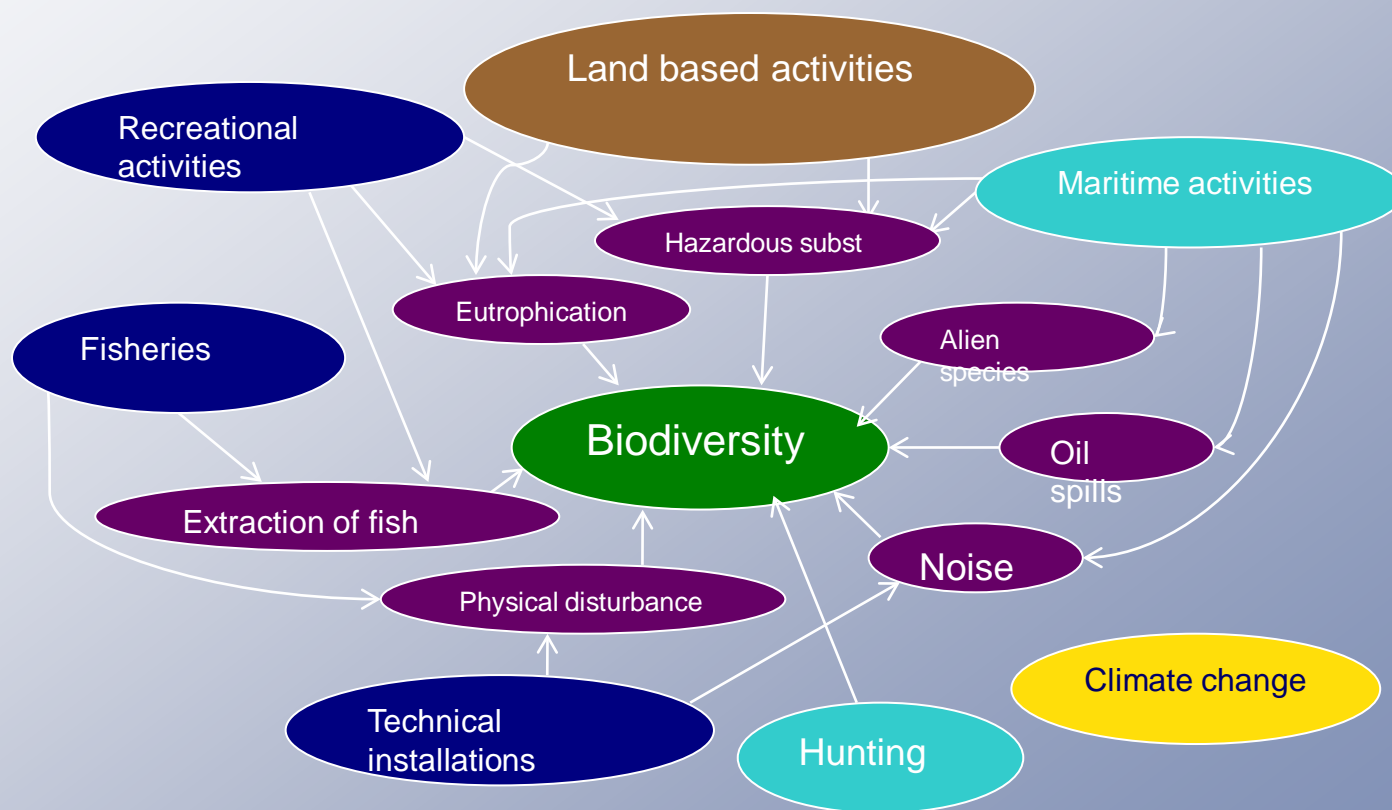 Land based activities
Recreational
activities
Maritime activities
Hazardous subst
Eutrophication
Fisheries
Alien
species
Biodiversity
Oil
spills
Extraction of fish
Noise
Physical disturbance
Climate change
Technical
installations
Hunting